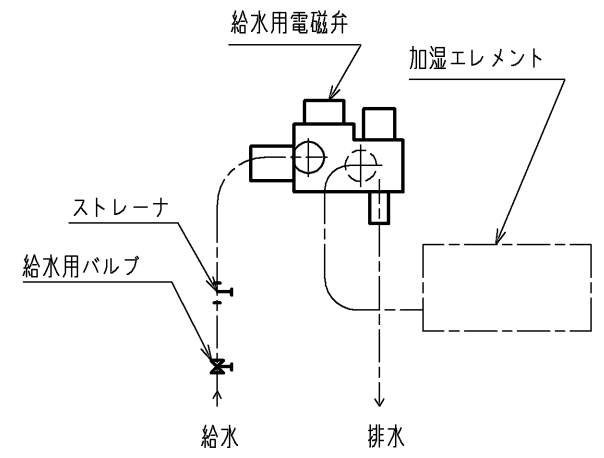 給水用電磁弁
加湿エレメント
ストレーナ
給水用バルブ
給水
排水